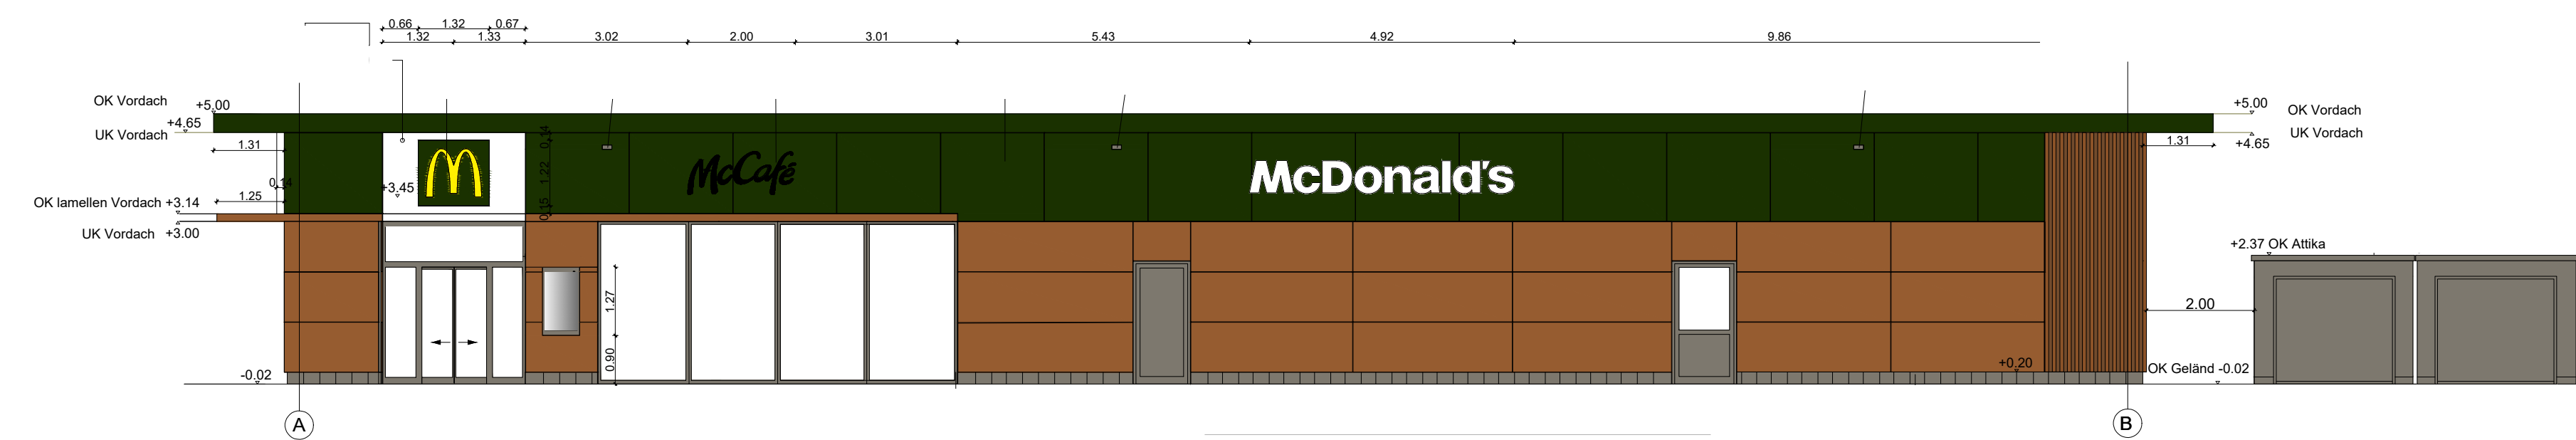 0.66 1.32 0.67
1.32 1.33 3.02 2.00 3.01 5.43 4.92 9.86
OK Vordach +5.00
UK Vordach +4.65
+5.00 OK Vordach
UK Vordach
+4.65
1.31
1.31
0.14
1.25
+3.45
0.14
1.22
0.15
M
McCafé
McDonald's
OK lamellen Vordach +3.14
UK Vordach +3.00
+2.37 OK Attika
1.27
0.90
2.00
-0.02
+0.20
OK Geländ -0.02
A
B